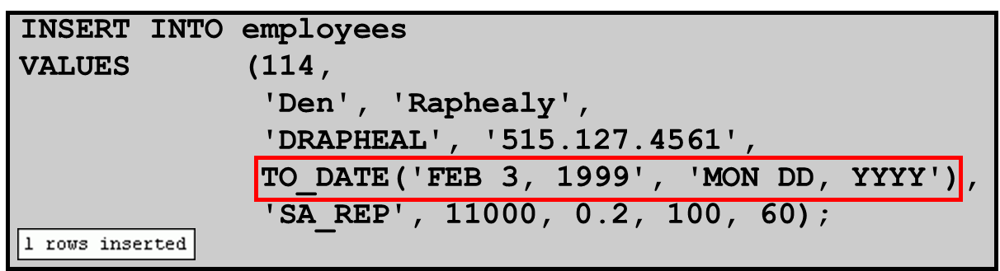 INSERT INTO employees
VALUES (114,
'Den', 'Raphealy',
'DRAPHEAL', '515.127.4561',
TO_DATE('FEB 3, 1999', 'MON DD, YYYY'),
'SA_REP', 11000, 0.2, 100, 60);
1 rows inserted